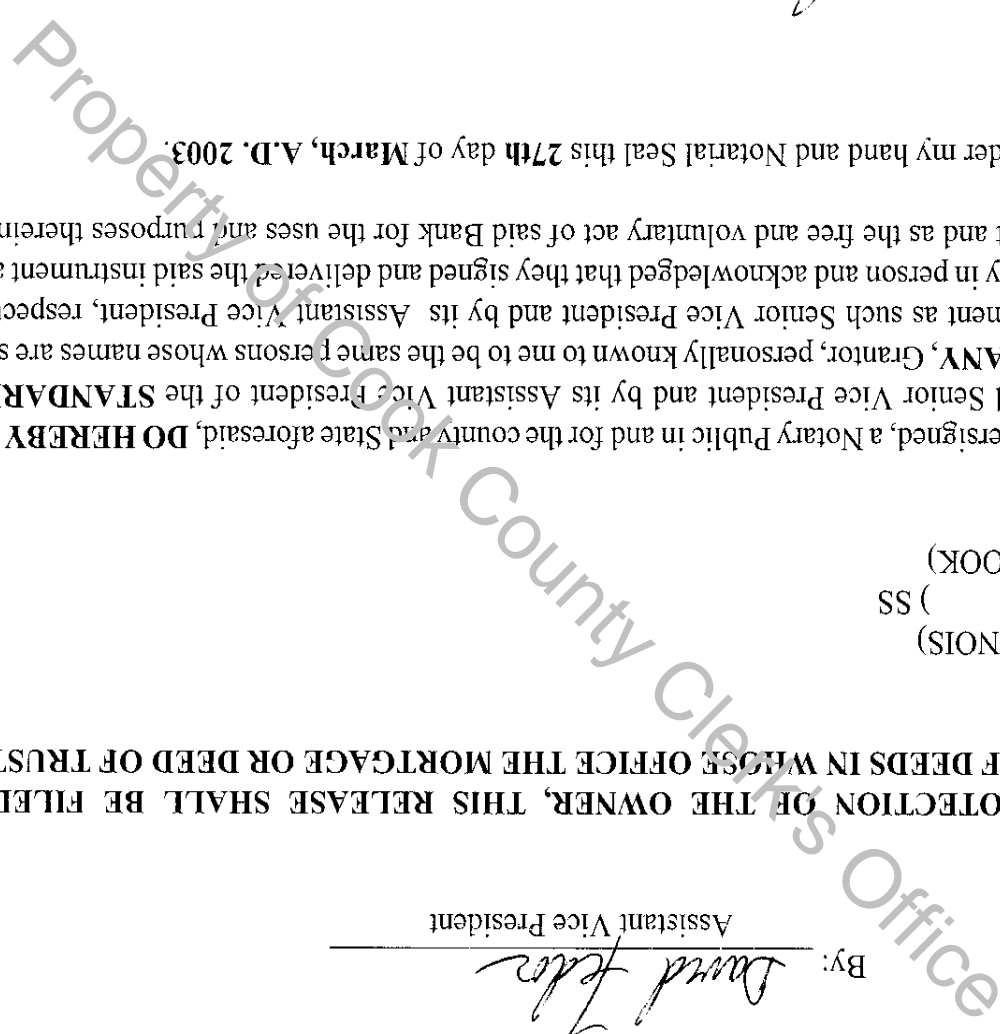 By: David Fedor
Assistant Vice President
OTECTION OF THE OWNER, THIS RELEASE SHALL BE FILED
F DEEDS IN WHOSE OFFICE THE MORTGAGE OR DEED OF TRUST
NOIS)
) SS
OOK)
ersigned, a Notary Public in and for the county and State aforesaid, DO HEREBY
Senior Vice President and by its Assistant Vice President of the STANDAR
ANY, Grantor, personally known to me to be the same persons whose names are s
ment as such Senior Vice President and by its Assistant Vice President, respec
y in person and acknowledged that they signed and delivered the said instrument a
t and as the free and voluntary act of said Bank for the uses and purposes therein
der my hand and Notarial Seal this 27th day of March, A.D. 2003.
Property of Cook County Clerk's Office